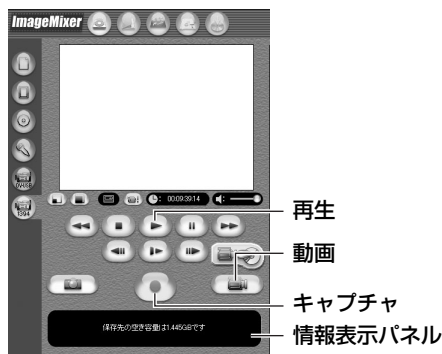 ImageMixer
DV-USB
1394
00:09:39:14
再生
動画
キャプチャ
保存先の空き容量は1.445GBです
情報表示パネル